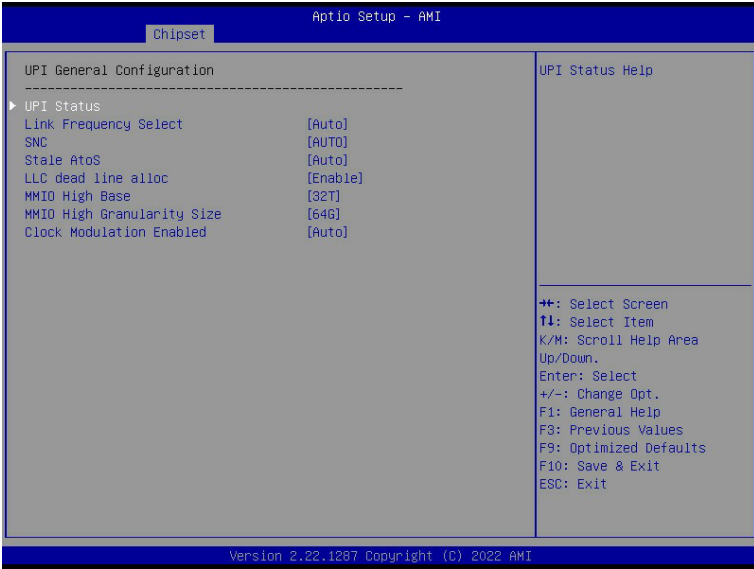 Aptio Setup – AMI
Chipset
UPI General Configuration
--------------------------------------------------
UPI Status
Link Frequency Select [Auto]
SNC [AUTO]
Stale AtoS [Auto]
LLC dead line alloc [Enable]
MMIO High Base [32T]
MMIO High Granularity Size [64G]
Clock Modulation Enabled [Auto]
UPI Status Help
→←: Select Screen
↑↓: Select Item
K/M: Scroll Help Area
Up/Down.
Enter: Select
+/-: Change Opt.
F1: General Help
F3: Previous Values
F9: Optimized Defaults
F10: Save & Exit
ESC: Exit
Version 2.22.1287 Copyright (C) 2022 AMI